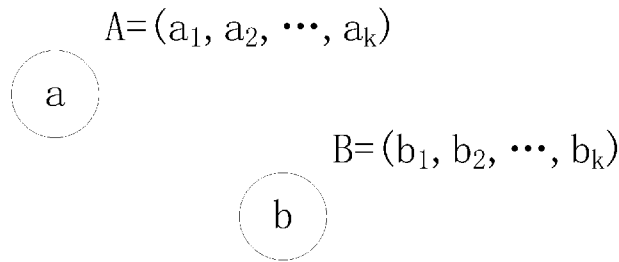 A=(a₁, a₂, ⋯, aₖ)
a
B=(b₁, b₂, ⋯, bₖ)
b